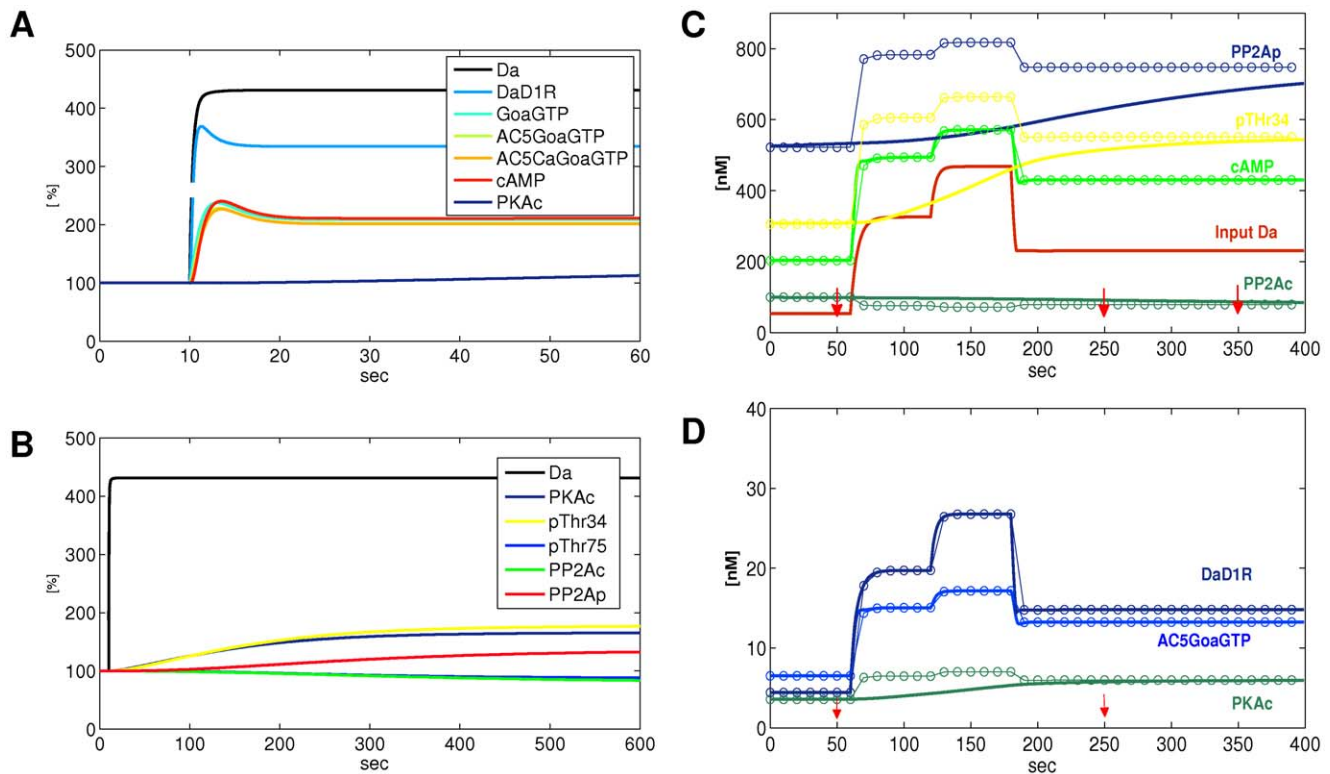 A
500
400
300
200
100
0
[ %]
0 10 20 30 40 50 60
sec
Da
DaD1R
GoaGTP
AC5GoaGTP
AC5CaGoaGTP
cAMP
PKAc
B
500
400
300
200
100
0
[%]
0 100 200 300 400 500 600
sec
Da
PKAc
pThr34
pThr75
PP2Ac
PP2Ap
C
800
600
400
200
0
[nM]
0 50 100 150 200 250 300 350 400
sec
PP2Ap
pTHr34
cAMP
Input Da
PP2Ac
D
40
30
20
10
0
[nM]
0 50 100 150 200 250 300 350 400
sec
DaD1R
AC5GoaGTP
PKAc